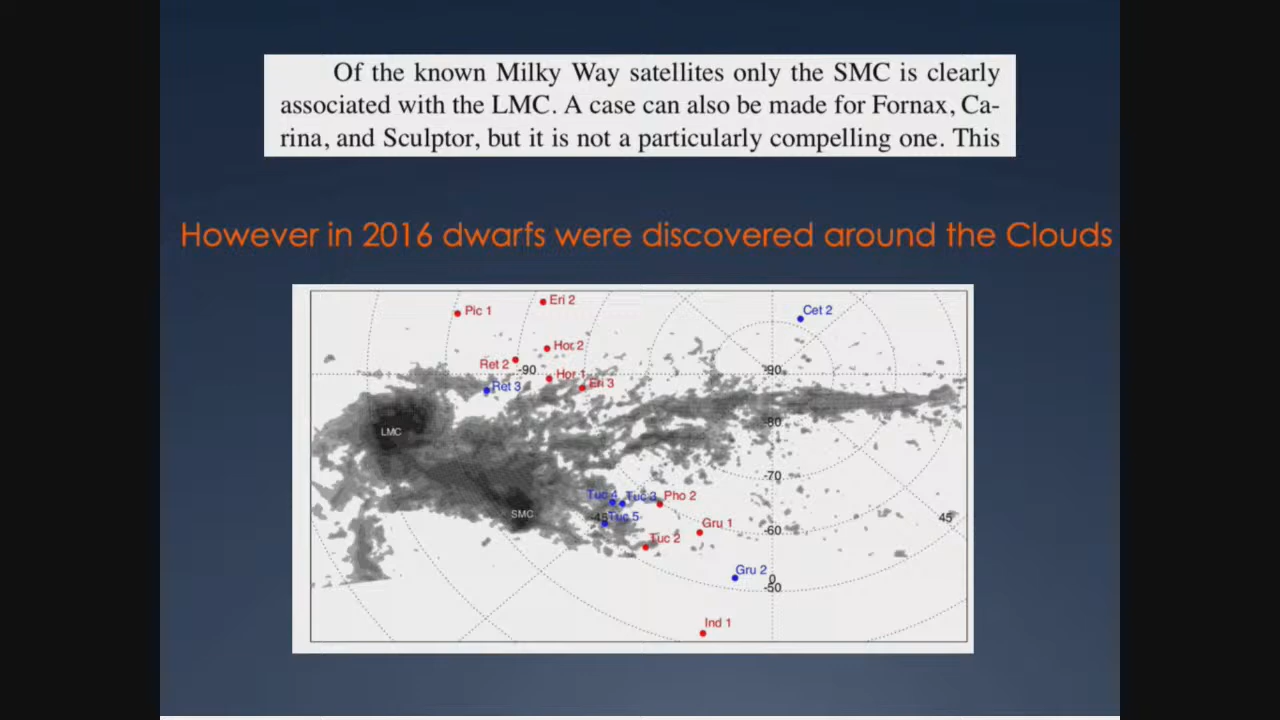 Of the known Milky Way satellites only the SMC is clearly
associated with the LMC. A case can also be made for Fornax, Ca-
rina, and Sculptor, but it is not a particularly compelling one. This
However in 2016 dwarfs were discovered around the Clouds
Eri 2
Pic 1
Cet 2
Hor 2
Ret 2
-90
-90
Hor 1
Ret 3
Eri 3
LMC
-80
-70
Tuc 4
Tuc 3
Pho 2
SMC
-45
Tuc 5
Gru 1
45
-60
Tuc 2
Gru 2
0
-50
Ind 1